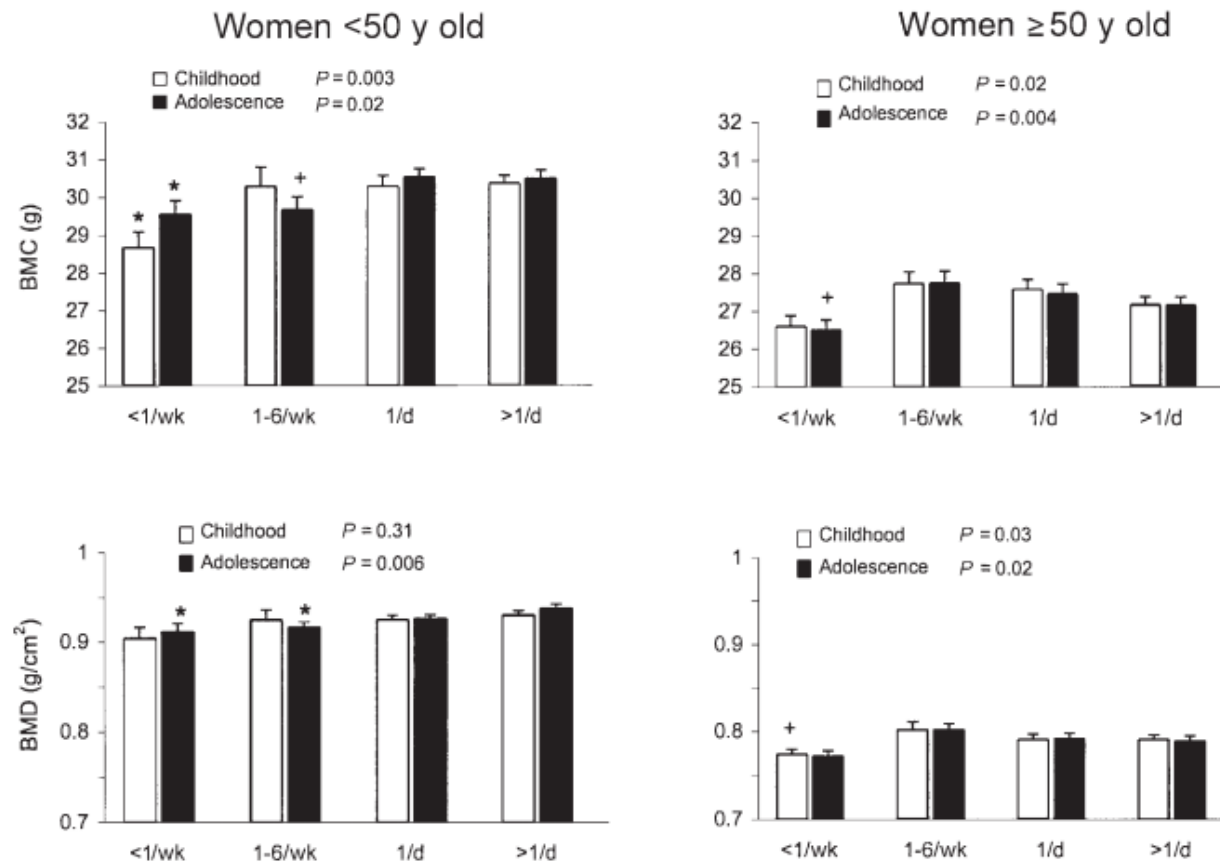 Women <50 y old
Childhood P = 0.003
Adolescence P = 0.02
32
31
30
29
28
27
26
25
BMC (g)
* * +
<1/wk 1-6/wk 1/d >1/d
Women ≥ 50 y old
Childhood P = 0.02
Adolescence P = 0.004
32
31
30
29
28
27
26
25
+
<1/wk 1-6/wk 1/d >1/d
Childhood P = 0.31
Adolescence P = 0.006
1
0.9
0.8
0.7
BMD (g/cm²)
* *
<1/wk 1-6/wk 1/d >1/d
Childhood P = 0.03
Adolescence P = 0.02
1
0.9
0.8
0.7
+
<1/wk 1-6/wk 1/d >1/d